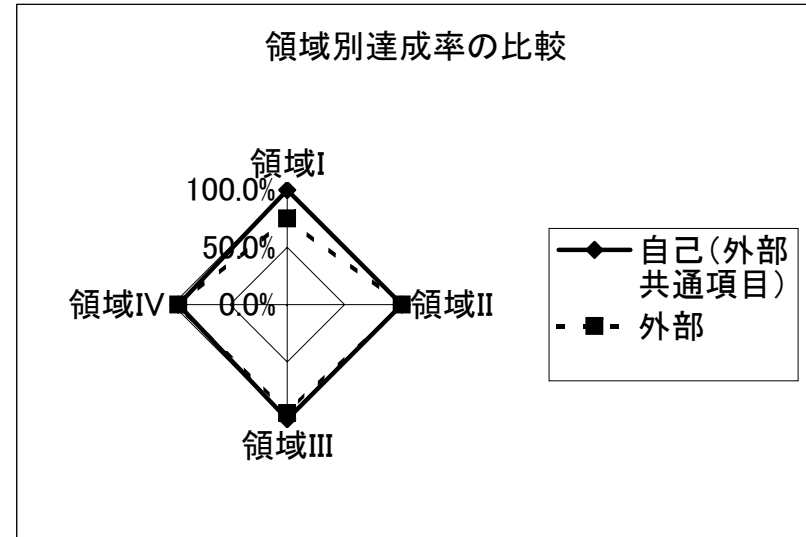 領域別達成率の比較
領域I
100.0%
50.0%
領域IV
0.0%
領域II
領域III
自己(外部
共通項目)
外部